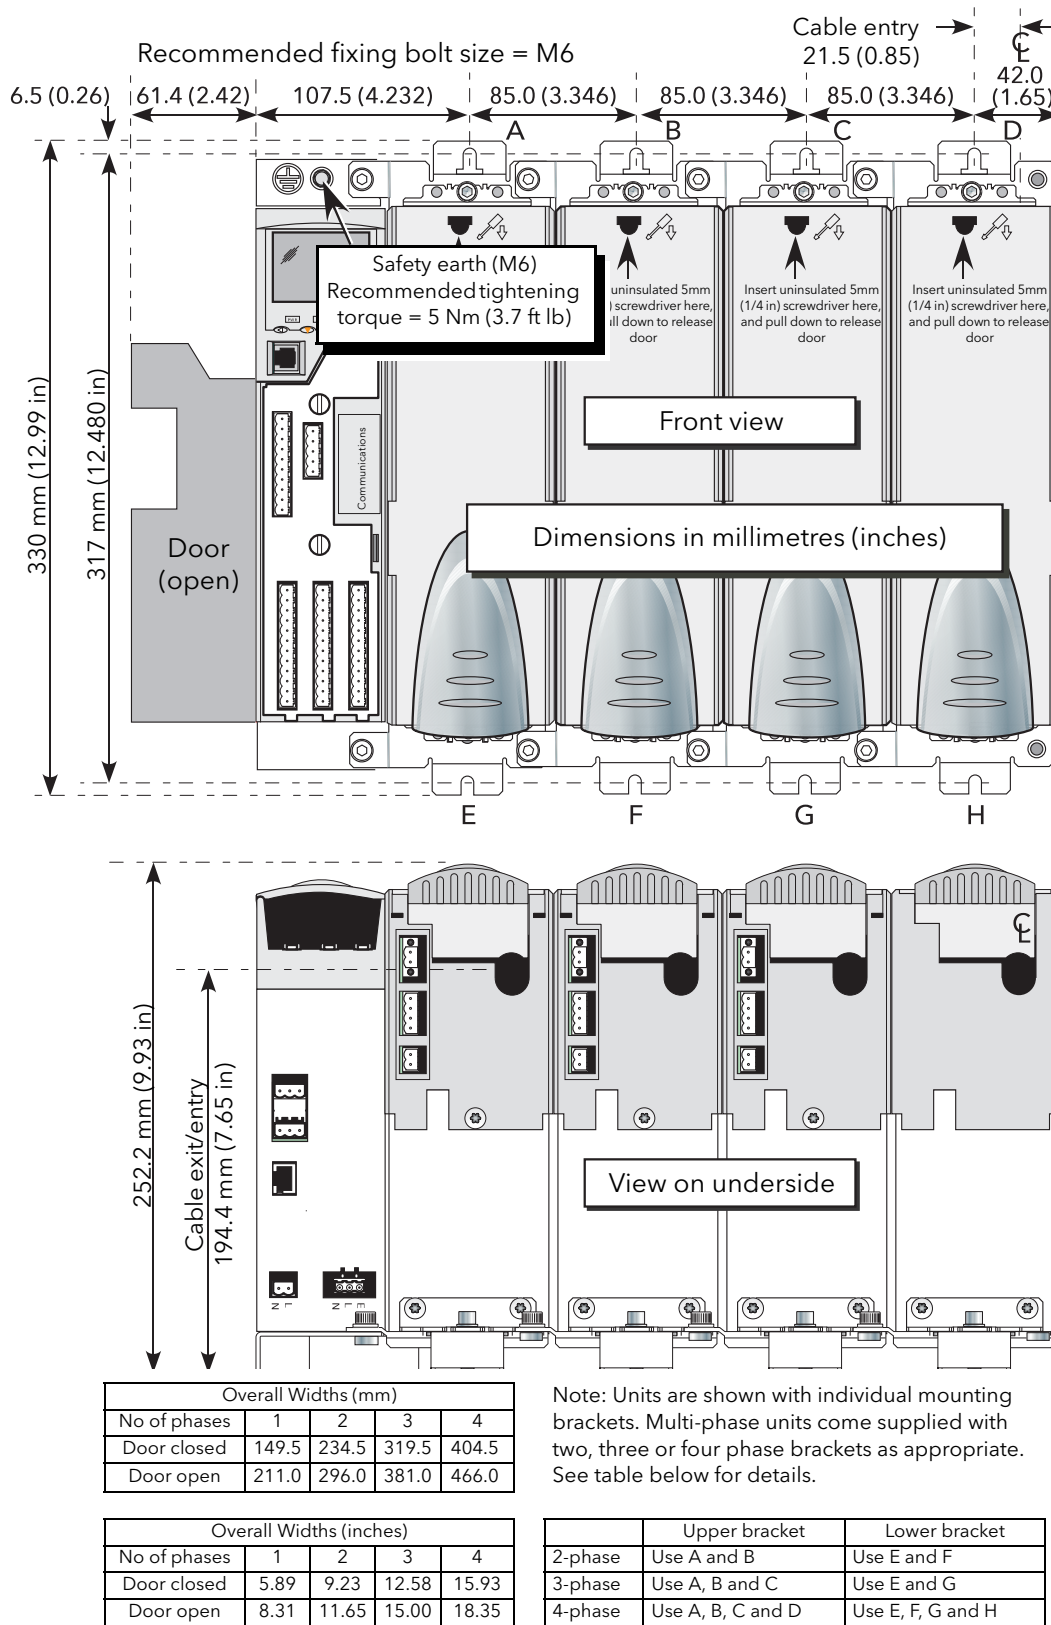 Cable entry
21.5 (0.85)
Recommended fixing bolt size = M6
CL
42.0
(1.65)
6.5 (0.26) 61.4 (2.42) 107.5 (4.232) 85.0 (3.346) 85.0 (3.346) 85.0 (3.346)
A B C D
Safety earth (M6)
Recommended tightening
torque = 5 Nm (3.7 ft lb)
uninsulated 5mm
) screwdriver here,
ull down to release
door
Insert uninsulated 5mm
(1/4 in) screwdriver here,
and pull down to release
door
Insert uninsulated 5mm
(1/4 in) screwdriver here,
and pull down to release
door
330 mm (12.99 in)
317 mm (12.480 in)
Communications
Front view
Dimensions in millimetres (inches)
Door
(open)
E F G H
CL
252.2 mm (9.93 in)
Cable exit/entry
194.4 mm (7.65 in)
View on underside
N L
N L E
Overall Widths (mm)
No of phases 1 2 3 4
Door closed 149.5 234.5 319.5 404.5
Door open 211.0 296.0 381.0 466.0
Note: Units are shown with individual mounting
brackets. Multi-phase units come supplied with
two, three or four phase brackets as appropriate.
See table below for details.
Overall Widths (inches)
No of phases 1 2 3 4
Door closed 5.89 9.23 12.58 15.93
Door open 8.31 11.65 15.00 18.35
Upper bracket Lower bracket
2-phase Use A and B Use E and F
3-phase Use A, B and C Use E and G
4-phase Use A, B, C and D Use E, F, G and H